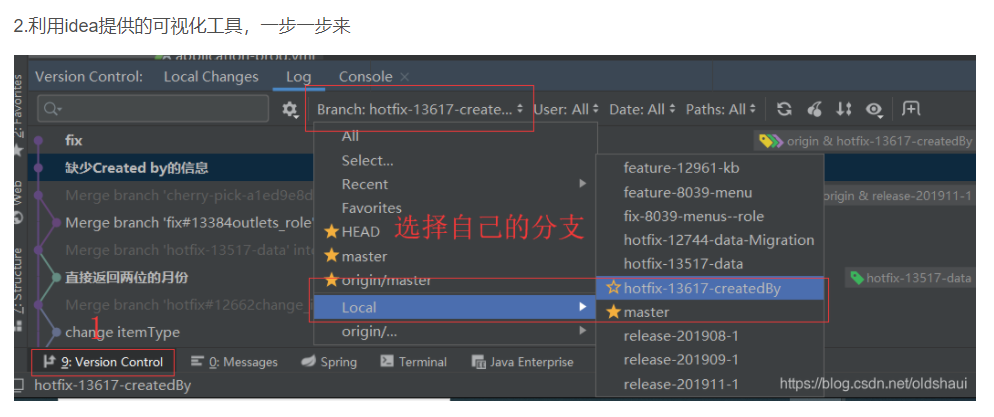 2.利用idea提供的可视化工具，一步一步来
Version Control: Local Changes Log Console ×
Branch: hotfix-13617-create... User: All Date: All Paths: All
fix
origin & hotfix-13617-createdBy
缺少Created by的信息
Merge branch 'cherry-pick-a1ed9e8d
origin & release-201911-1
Merge branch 'fix#13384outlets_role'
Merge branch 'hotfix-13517-data' int
直接返回两位的月份
hotfix-13517-data
Merge branch 'hotfix#12662change_
change itemType
All
Select...
Recent
Favorites
HEAD
master
origin/master
Local
origin/...
选择自己的分支
feature-12961-kb
feature-8039-menu
fix-8039-menus--role
hotfix-12744-data-Migration
hotfix-13517-data
hotfix-13617-createdBy
master
release-201908-1
release-201909-1
release-201911-1
2: Favorites
Web
7: Structure
1
9: Version Control 0: Messages Spring Terminal Java Enterprise
hotfix-13617-createdBy
https://blog.csdn.net/oldshaui